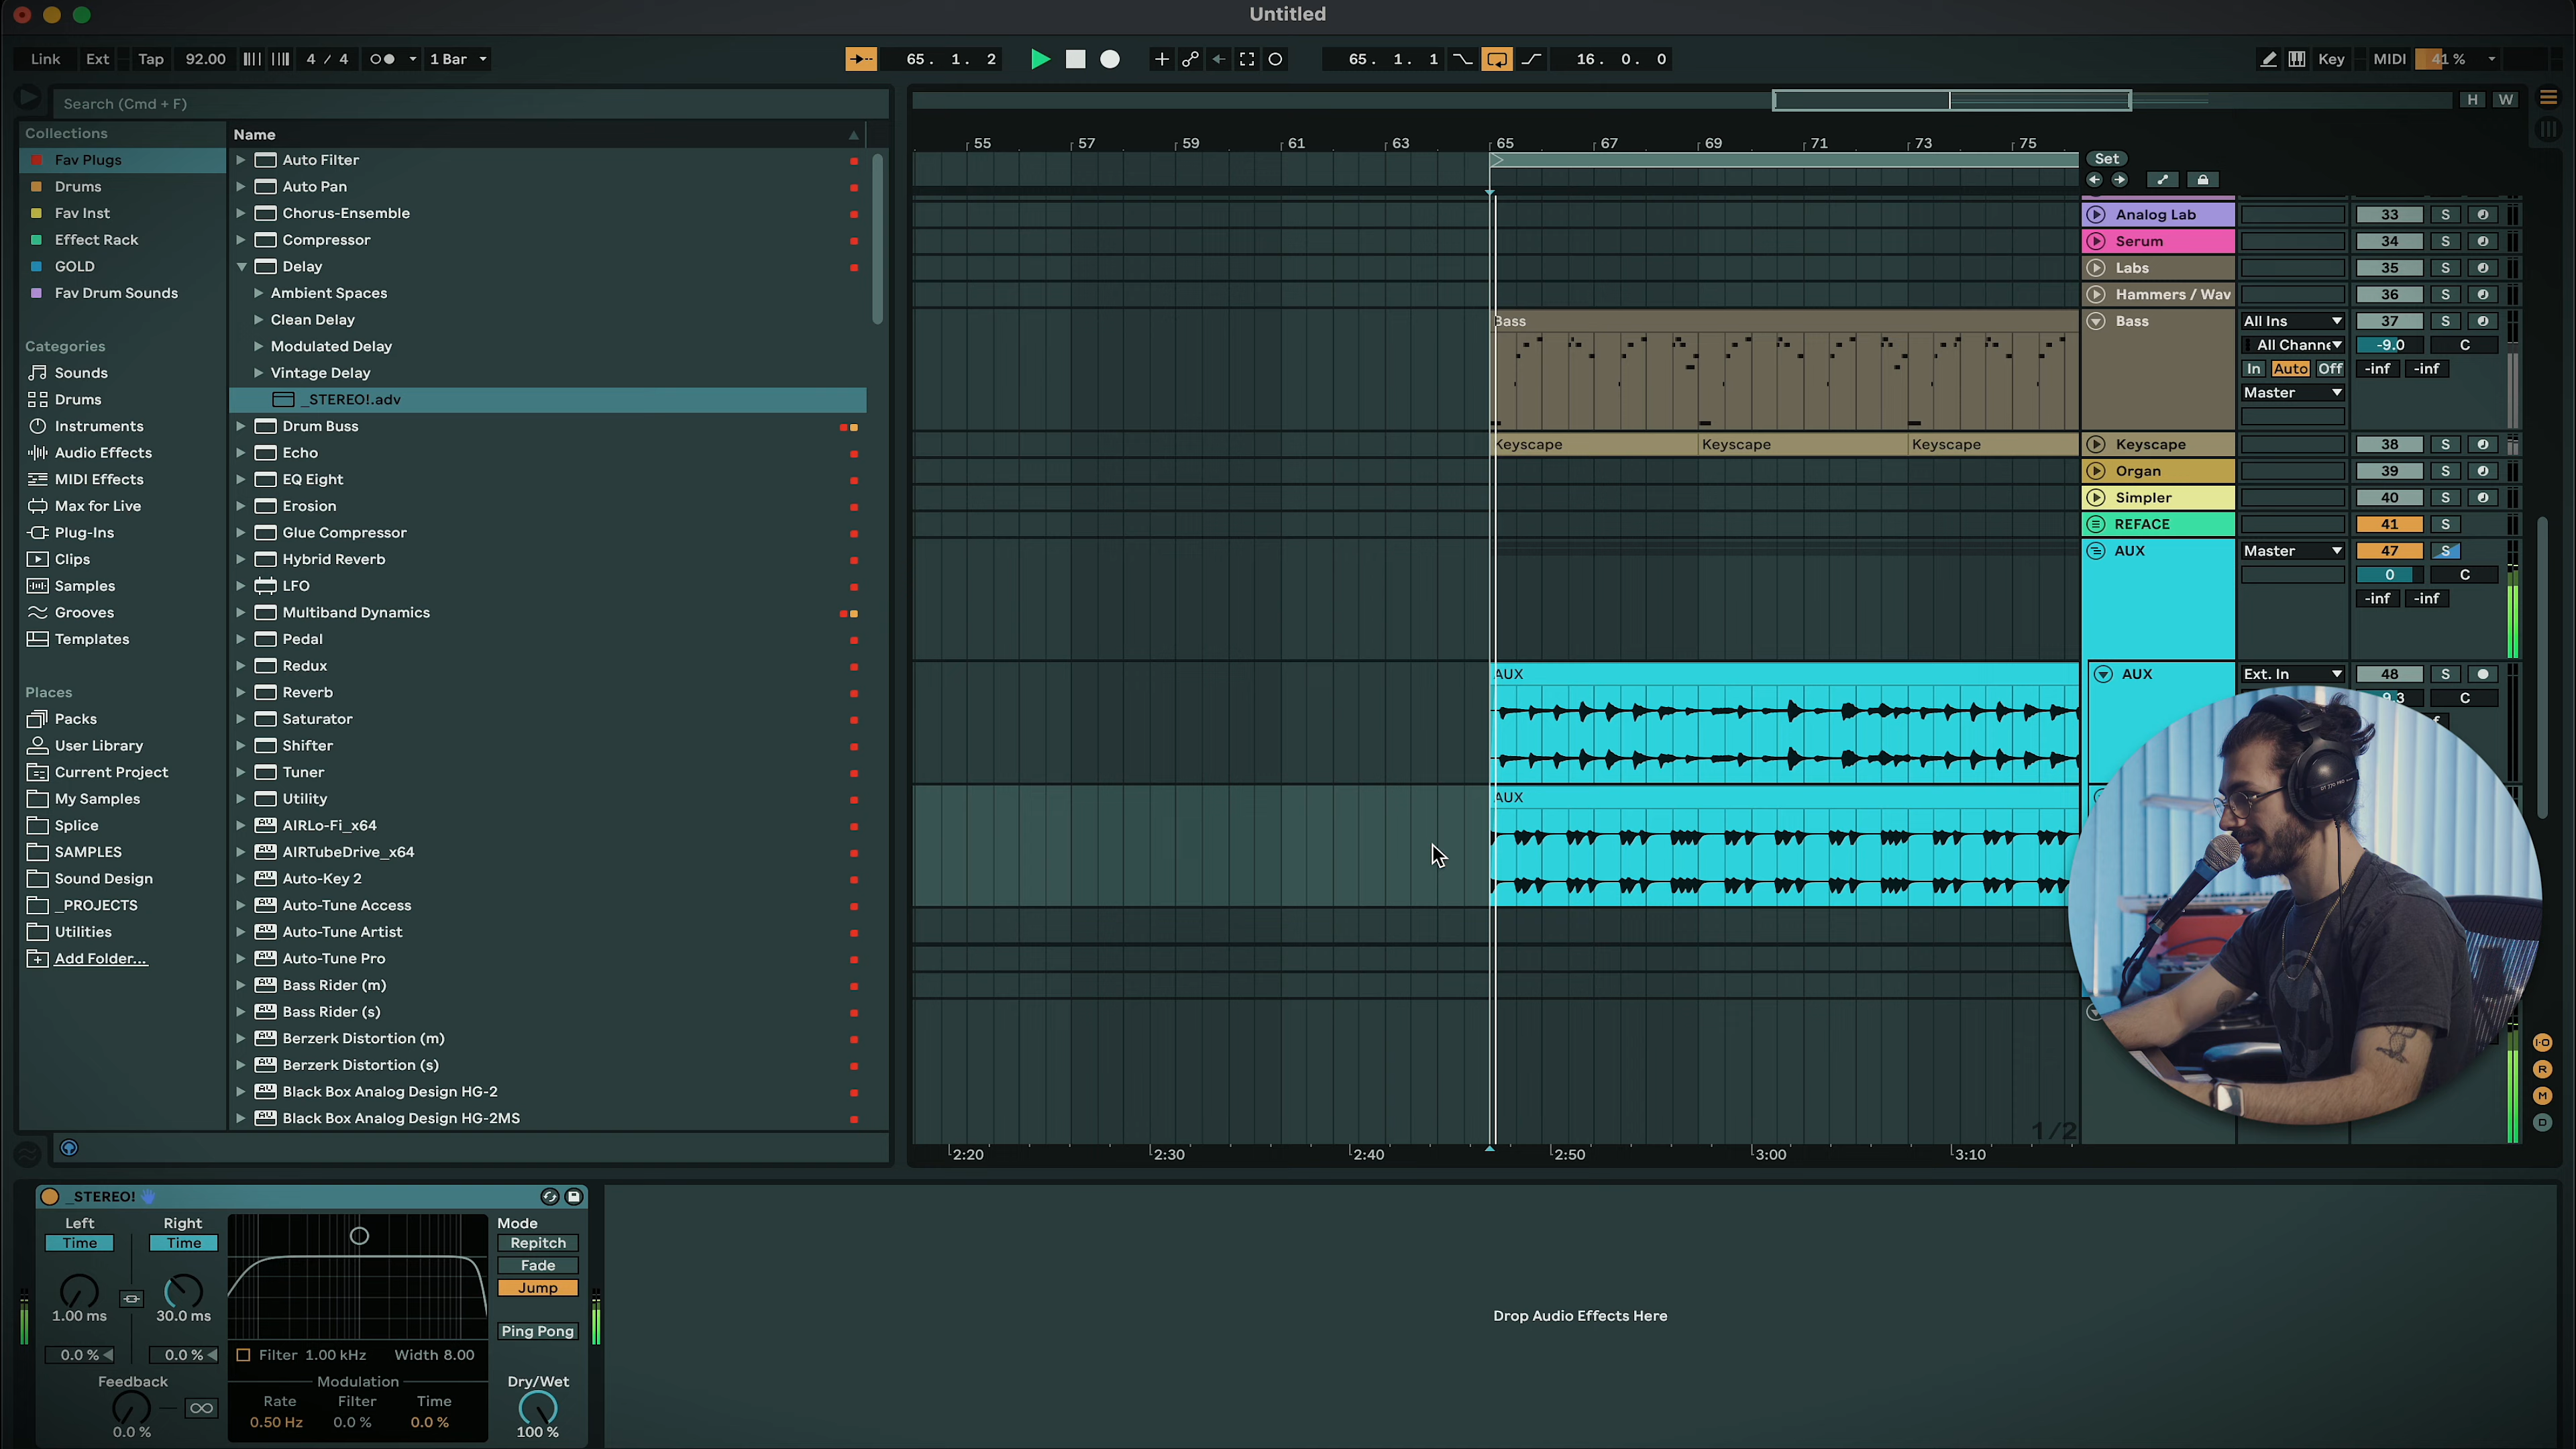 Untitled
Link Ext Tap 92.00 4 / 4 1 Bar 65. 1. 2 65. 1. 1 16. 0. 0 Key MIDI 41 %
Search (Cmd + F)
H W
Collections
Fav Plugs
Drums
Fav Inst
Effect Rack
GOLD
Fav Drum Sounds
Categories
Sounds
Drums
Instruments
Audio Effects
MIDI Effects
Max for Live
Plug-Ins
Clips
Samples
Grooves
Templates
Places
Packs
User Library
Current Project
My Samples
Splice
SAMPLES
Sound Design
_PROJECTS
Utilities
Add Folder...
Name
Auto Filter
Auto Pan
Chorus-Ensemble
Compressor
Delay
Ambient Spaces
Clean Delay
Modulated Delay
Vintage Delay
_STEREO!.adv
Drum Buss
Echo
EQ Eight
Erosion
Glue Compressor
Hybrid Reverb
LFO
Multiband Dynamics
Pedal
Redux
Reverb
Saturator
Shifter
Tuner
Utility
AIRLo-Fi_x64
AIRTubeDrive_x64
Auto-Key 2
Auto-Tune Access
Auto-Tune Artist
Auto-Tune Pro
Bass Rider (m)
Bass Rider (s)
Berzerk Distortion (m)
Berzerk Distortion (s)
Black Box Analog Design HG-2
Black Box Analog Design HG-2MS
55 57 59 61 63 65 67 69 71 73 75
Set
Analog Lab 33 S
Serum 34 S
Labs 35 S
Hammers / Wav 36 S
Bass
Bass All Ins 37 S
All Channe -9.0 C
In Auto Off -inf -inf
Master
Keyscape Keyscape Keyscape
Keyscape 38 S
Organ 39 S
Simpler 40 S
REFACE 41 S
AUX Master 47 S
0 C
-inf -inf
AUX
AUX Ext. In 48 S
C
AUX
1/2
2:20 2:30 2:40 2:50 3:00 3:10
I-O
R
M
D
_STEREO!
Left Right
Time Time
1.00 ms 30.0 ms
0.0 % 0.0 %
Feedback
0.0 %
Filter 1.00 kHz Width 8.00
Modulation
Rate Filter Time
0.50 Hz 0.0 % 0.0 %
Mode
Repitch
Fade
Jump
Ping Pong
Dry/Wet
100 %
Drop Audio Effects Here